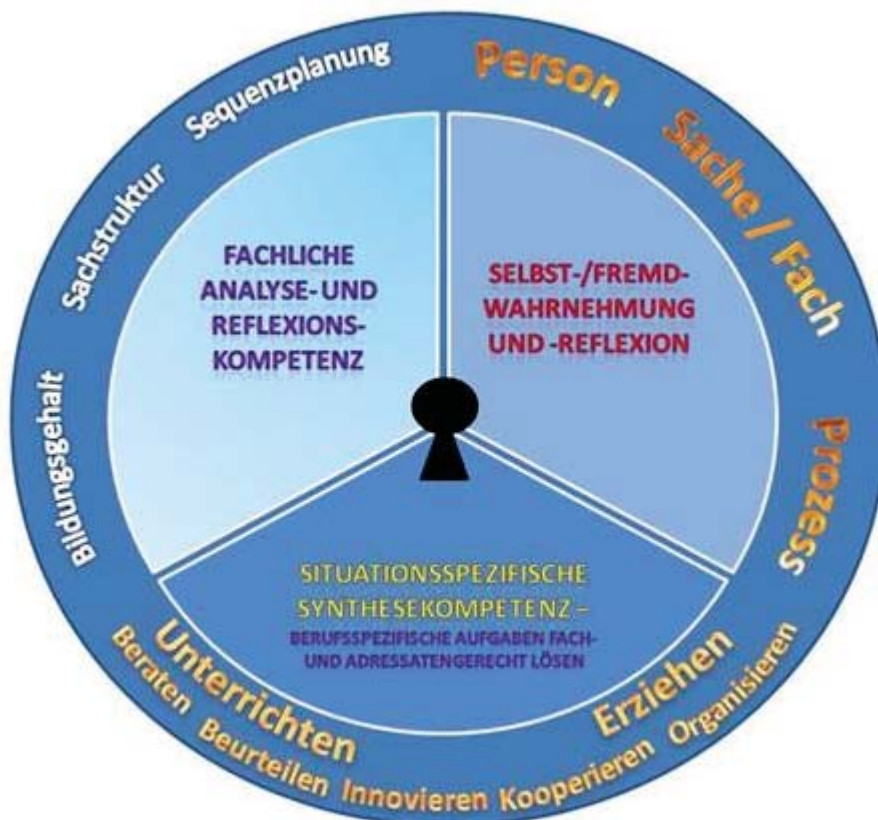 Sequenzplanung
Sachstruktur
Bildungsgehalt
Person
Sache / Fach
Prozess
FACHLICHE
ANALYSE- UND
REFLEXIONS-
KOMPETENZ
SELBST-/FREMD-
WAHRNEHMUNG
UND -REFLEXION
SITUATIONSSPEZIFISCHE
SYNTHESEKOMPETENZ –
BERUFSSPEZIFISCHE AUFGABEN FACH-
UND ADRESSATENGERECHT LÖSEN
Unterrichten
Erziehen
Beraten
Beurteilen
Innovieren
Kooperieren
Organisieren